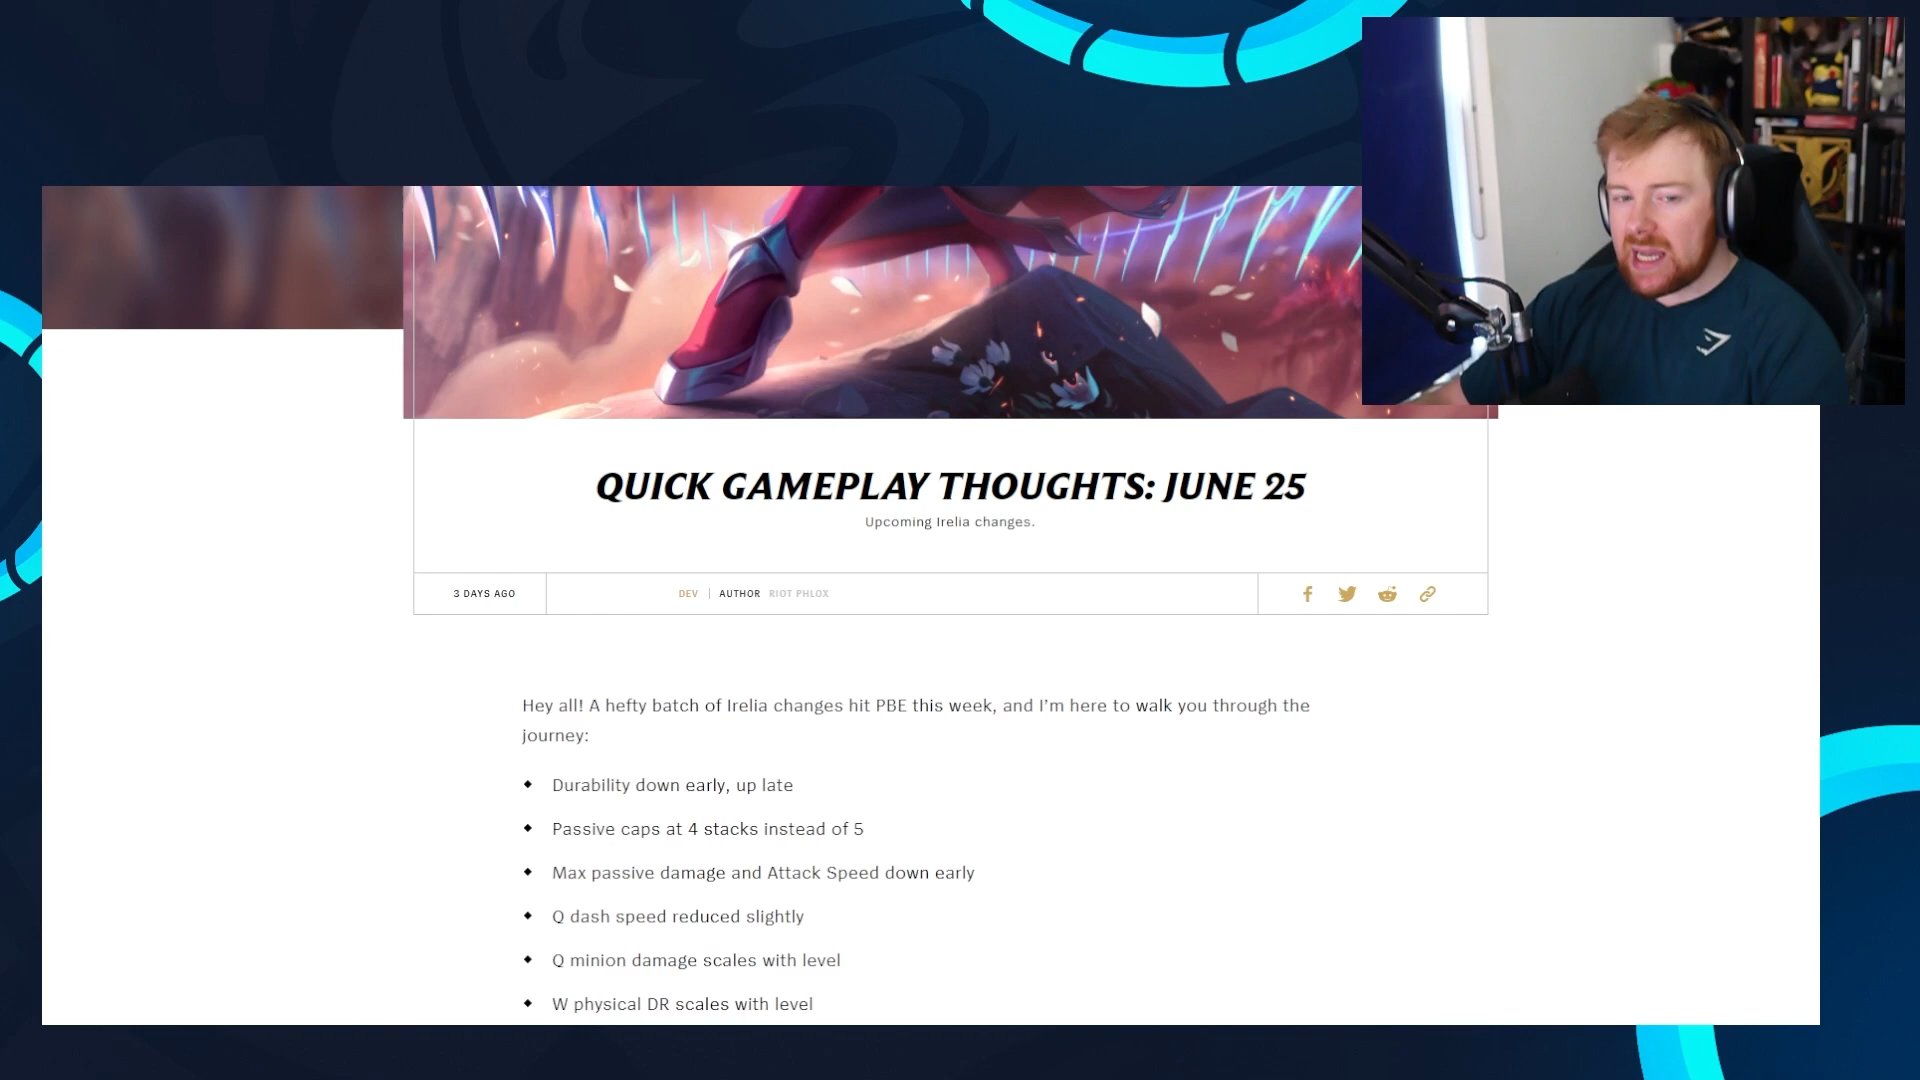 QUICK GAMEPLAY THOUGHTS: JUNE 25
Upcoming Irelia changes.
3 DAYS AGO
DEV | AUTHOR RIOT PHLOX
Hey all! A hefty batch of Irelia changes hit PBE this week, and I'm here to walk you through the
journey:
Durability down early, up late
Passive caps at 4 stacks instead of 5
Max passive damage and Attack Speed down early
Q dash speed reduced slightly
Q minion damage scales with level
W physical DR scales with level